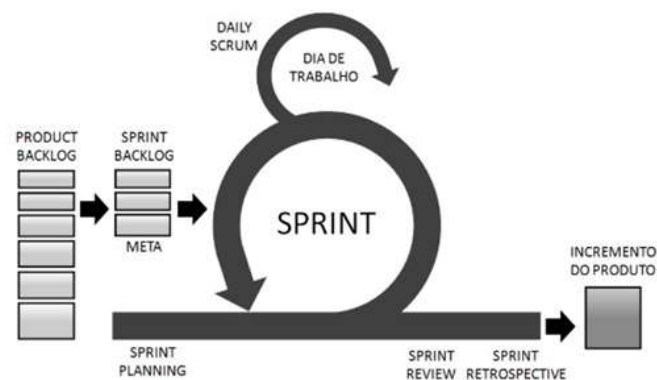 DAILY
SCRUM
DIA DE
TRABALHO
PRODUCT
BACKLOG
SPRINT
BACKLOG
META
SPRINT
INCREMENTO
DO PRODUTO
SPRINT
PLANNING
SPRINT
REVIEW
SPRINT
RETROSPECTIVE